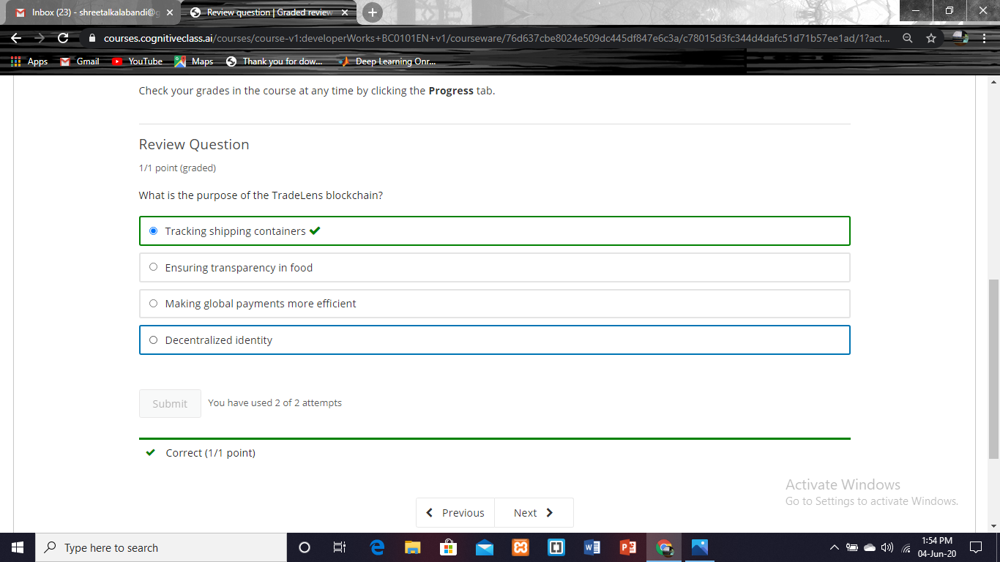 Inbox (23) - shreetalkalabandi@g
Review question | Graded review
courses.cognitiveclass.ai/courses/course-v1:developerWorks+BC0101EN+v1/courseware/76d637cbe8024e509dc445df847e6c3a/c78015d3fc344d4dafc51d71b57ee1ad/1?act...
Apps Gmail YouTube Maps Thank you for dow... Deep Learning Onr...
Check your grades in the course at any time by clicking the Progress tab.
Review Question
1/1 point (graded)
What is the purpose of the TradeLens blockchain?
Tracking shipping containers
Ensuring transparency in food
Making global payments more efficient
Decentralized identity
Submit You have used 2 of 2 attempts
Correct (1/1 point)
Activate Windows
Go to Settings to activate Windows.
Previous Next
Type here to search
1:54 PM
04-Jun-20